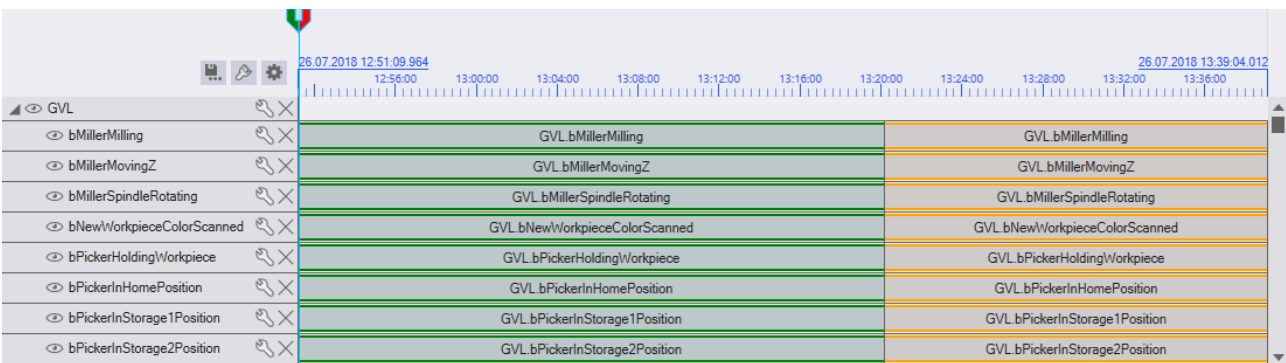 26.07.2018 12:51:09.964 26.07.2018 13:39:04.012
12:56:00 13:00:00 13:04:00 13:08:00 13:12:00 13:16:00 13:20:00 13:24:00 13:28:00 13:32:00 13:36:00
GVL
bMillerMilling GVL.bMillerMilling GVL.bMillerMilling
bMillerMovingZ GVL.bMillerMovingZ GVL.bMillerMovingZ
bMillerSpindleRotating GVL.bMillerSpindleRotating GVL.bMillerSpindleRotating
bNewWorkpieceColorScanned GVL.bNewWorkpieceColorScanned GVL.bNewWorkpieceColorScanned
bPickerHoldingWorkpiece GVL.bPickerHoldingWorkpiece GVL.bPickerHoldingWorkpiece
bPickerInHomePosition GVL.bPickerInHomePosition GVL.bPickerInHomePosition
bPickerInStorage1Position GVL.bPickerInStorage1Position GVL.bPickerInStorage1Position
bPickerInStorage2Position GVL.bPickerInStorage2Position GVL.bPickerInStorage2Position